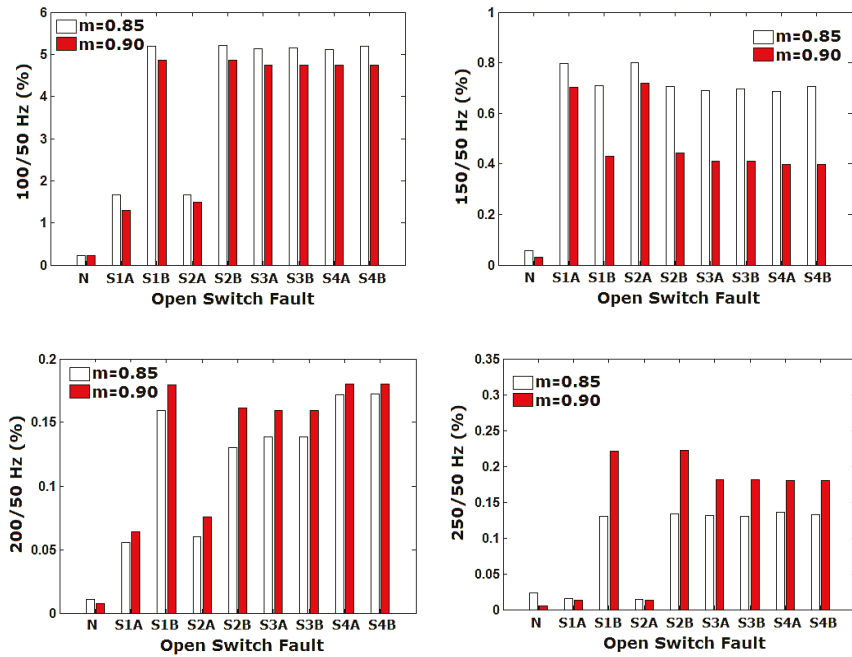 m=0.85
m=0.90
100/50 Hz (%)
6
5
4
3
2
1
0
N S1A S1B S2A S2B S3A S3B S4A S4B
Open Switch Fault
m=0.85
m=0.90
150/50 Hz (%)
1
0.8
0.6
0.4
0.2
0
N S1A S1B S2A S2B S3A S3B S4A S4B
Open Switch Fault
m=0.85
m=0.90
200/50 Hz (%)
0.2
0.15
0.1
0.05
0
N S1A S1B S2A S2B S3A S3B S4A S4B
Open Switch Fault
m=0.85
m=0.90
250/50 Hz (%)
0.35
0.3
0.25
0.2
0.15
0.1
0.05
0
N S1A S1B S2A S2B S3A S3B S4A S4B
Open Switch Fault